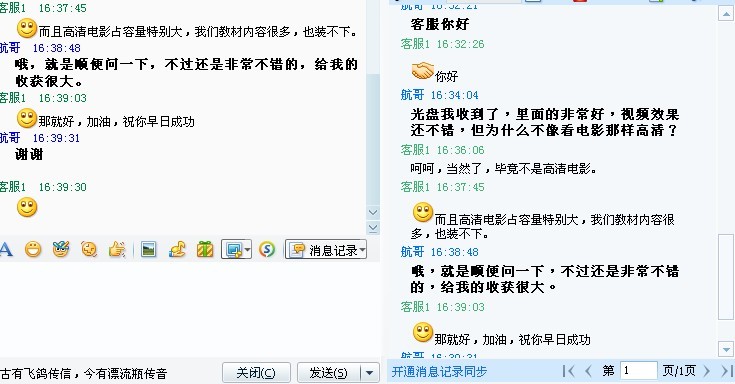 客服1 16:37:45
而且高清电影占容量特别大，我们教材内容很多，也装不下。
航哥 16:38:48
哦，就是顺便问一下，不过还是非常不错的，给我的
收获很大。
客服1 16:39:03
那就好，加油，祝你早日成功
航哥 16:39:31
谢谢
客服1 16:39:30
消息记录
古有飞鸽传信，今有漂流瓶传音
关闭(C)
发送(S)
航哥 16:32:21
客服你好
客服1 16:32:26
你好
航哥 16:34:04
光盘我收到了，里面的非常好，视频效果
还不错，但为什么不像看电影那样高清？
客服1 16:36:06
呵呵，当然了，毕竟不是高清电影。
客服1 16:37:45
而且高清电影占容量特别大，我们教材内容很
多，也装不下。
航哥 16:38:48
哦，就是顺便问一下，不过还是非常不错
的，给我的收获很大。
客服1 16:39:03
那就好，加油，祝你早日成功
航哥 16:39:31
开通消息记录同步
第 1 页/1页